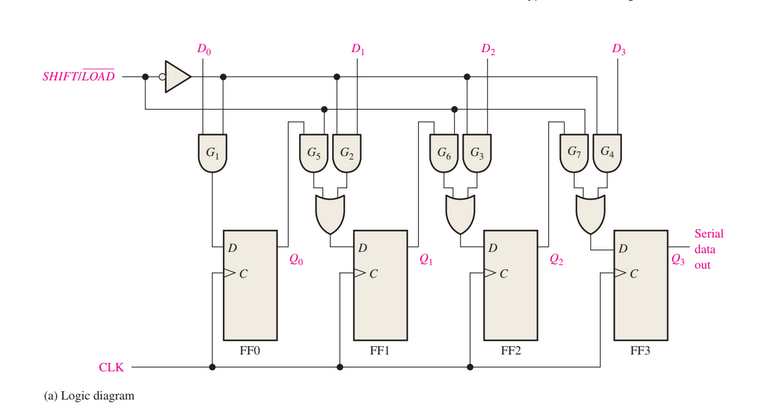 D0 D1 D2 D3
SHIFT/LOAD
G1 G5 G2 G6 G3 G7 G4
Serial
D D D D data
Q0 Q1 Q2 Q3 out
C C C C
FF0 FF1 FF2 FF3
CLK
(a) Logic diagram